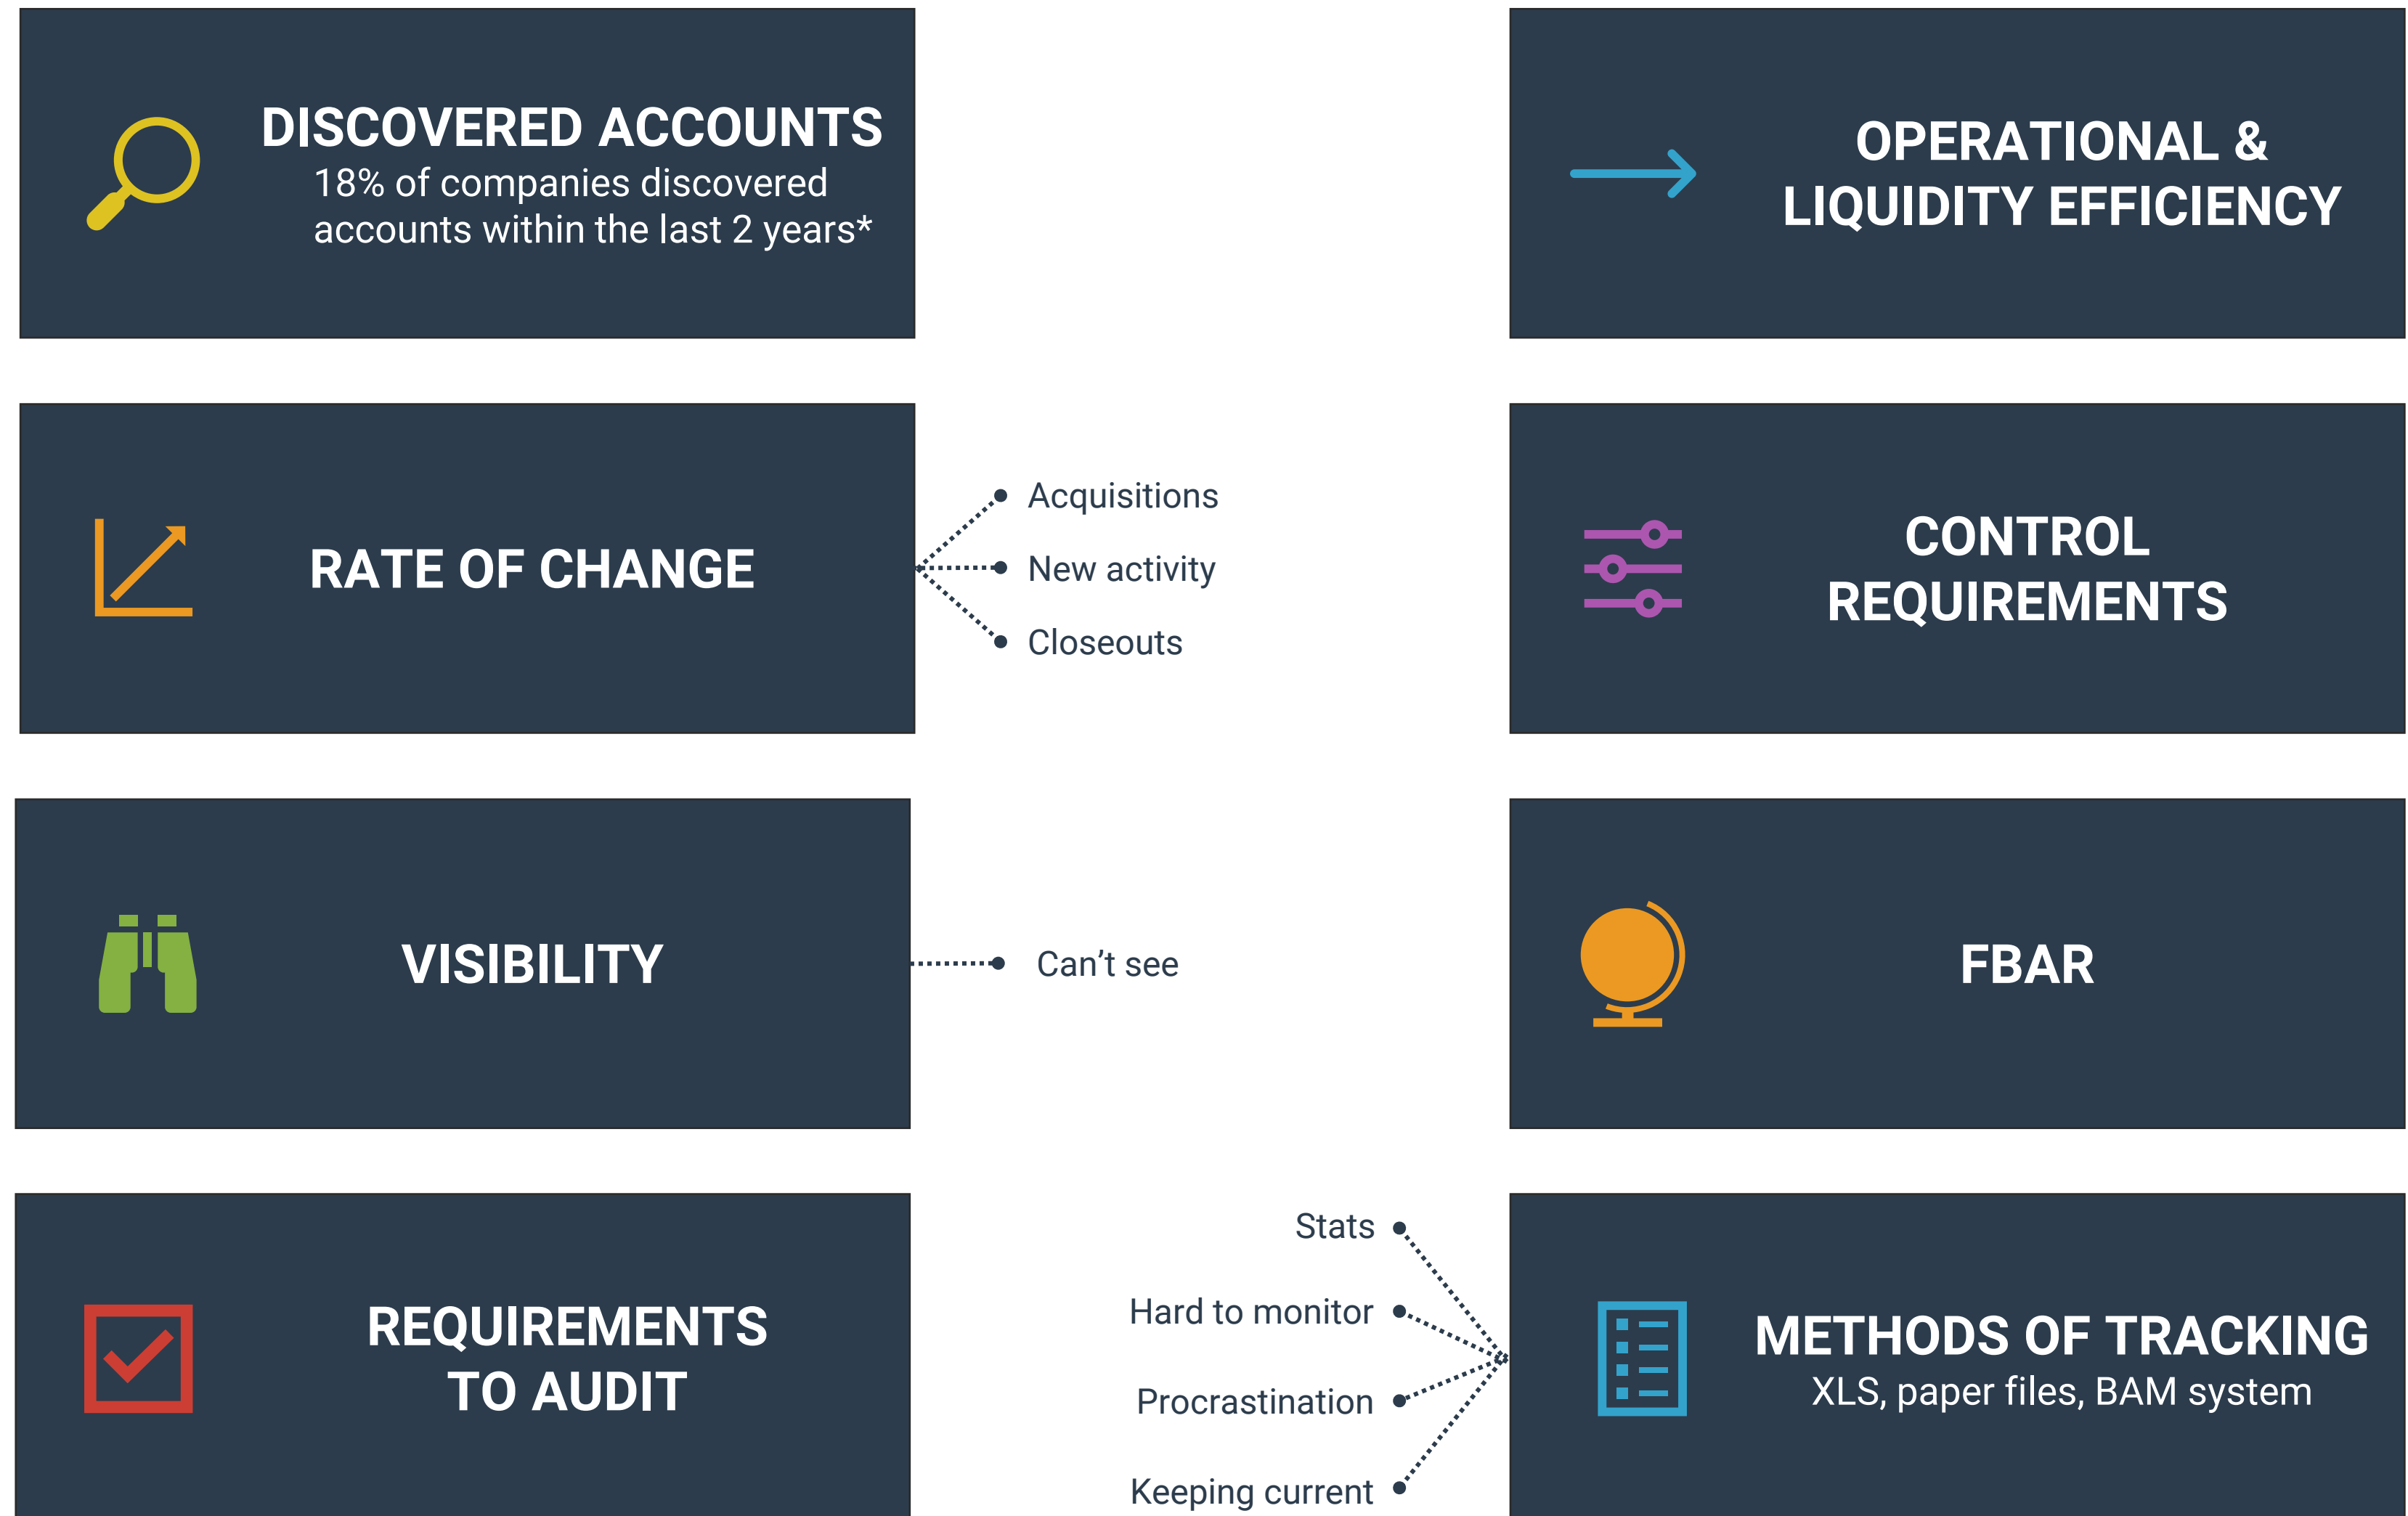 DISCOVERED ACCOUNTS
18% of companies discovered
accounts within the last 2 years*
OPERATIONAL &
LIQUIDITY EFFICIENCY
RATE OF CHANGE
Acquisitions
New activity
Closeouts
CONTROL
REQUIREMENTS
VISIBILITY
Can’t see
FBAR
REQUIREMENTS
TO AUDIT
Stats
Hard to monitor
Procrastination
Keeping current
METHODS OF TRACKING
XLS, paper files, BAM system